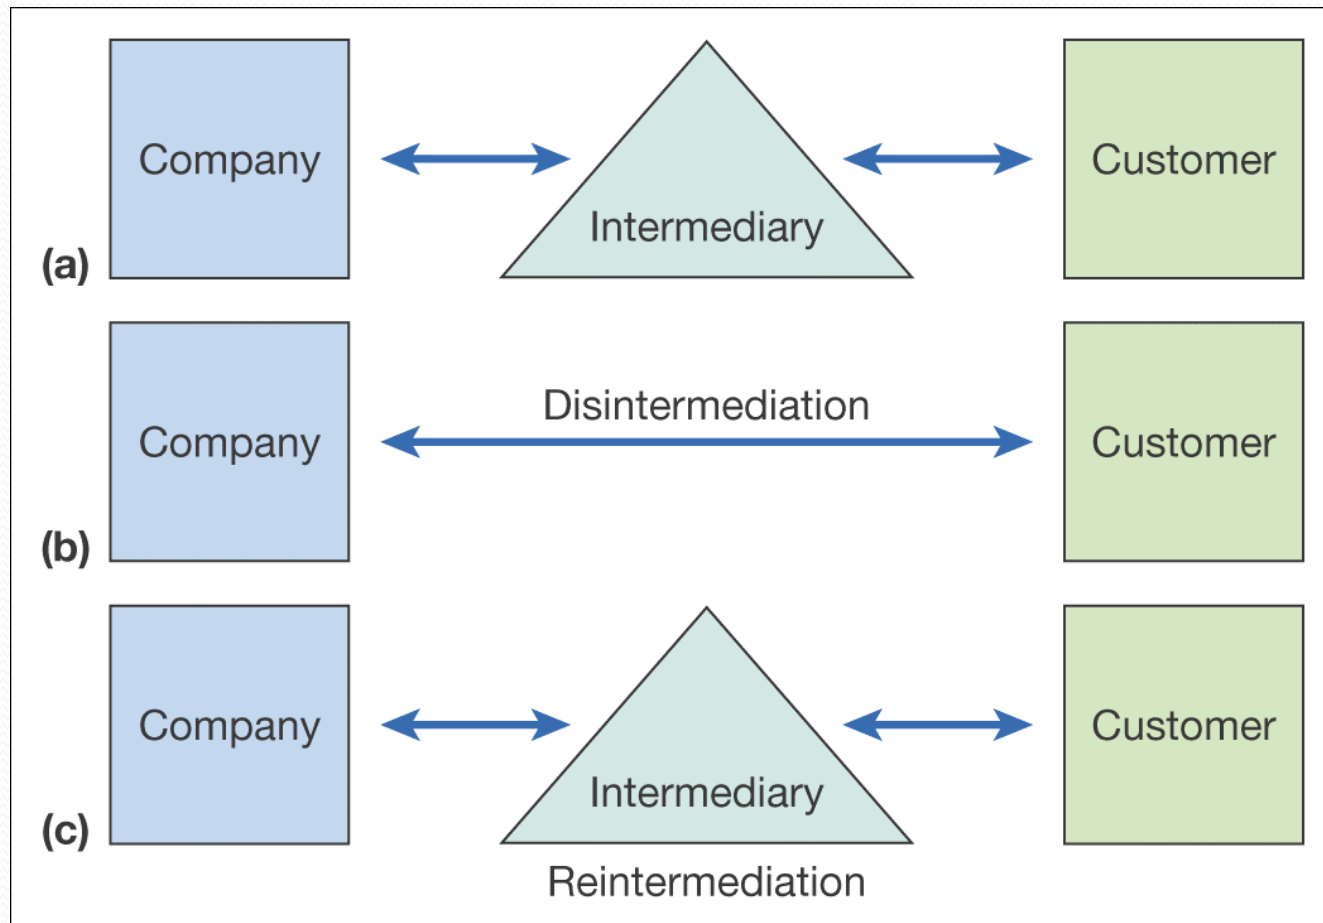 Company
Intermediary
Customer
(a)
Company
Disintermediation
Customer
(b)
Company
Intermediary
Customer
(c)
Reintermediation